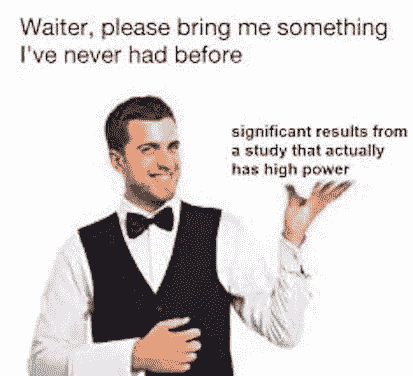 Waiter, please bring me something
I've never had before
significant results from
a study that actually
has high power